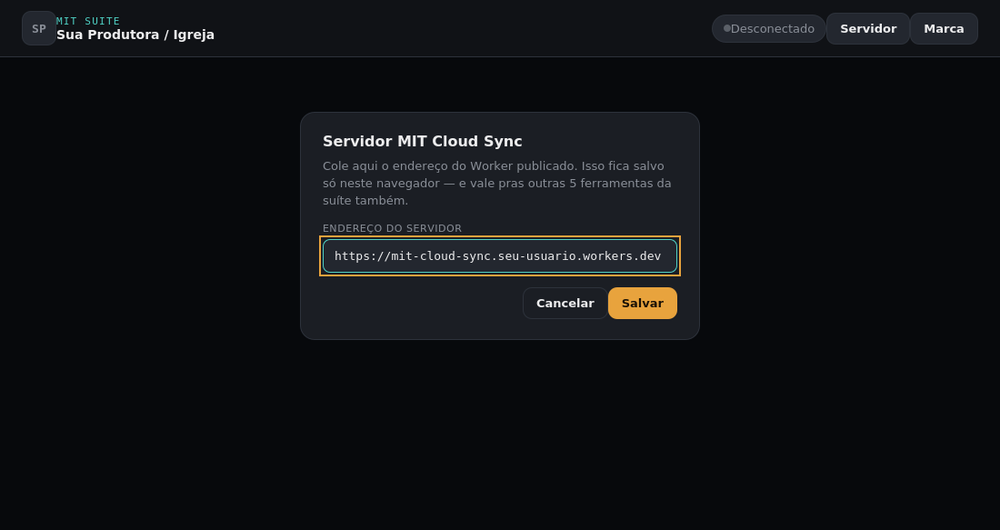 SP
MIT SUITE
Sua Produtora / Igreja
Desconectado
Servidor
Marca
Servidor MIT Cloud Sync
Cole aqui o endereço do Worker publicado. Isso fica salvo
só neste navegador — e vale pras outras 5 ferramentas da
suíte também.
ENDEREÇO DO SERVIDOR
https://mit-cloud-sync.seu-usuario.workers.dev
Cancelar
Salvar